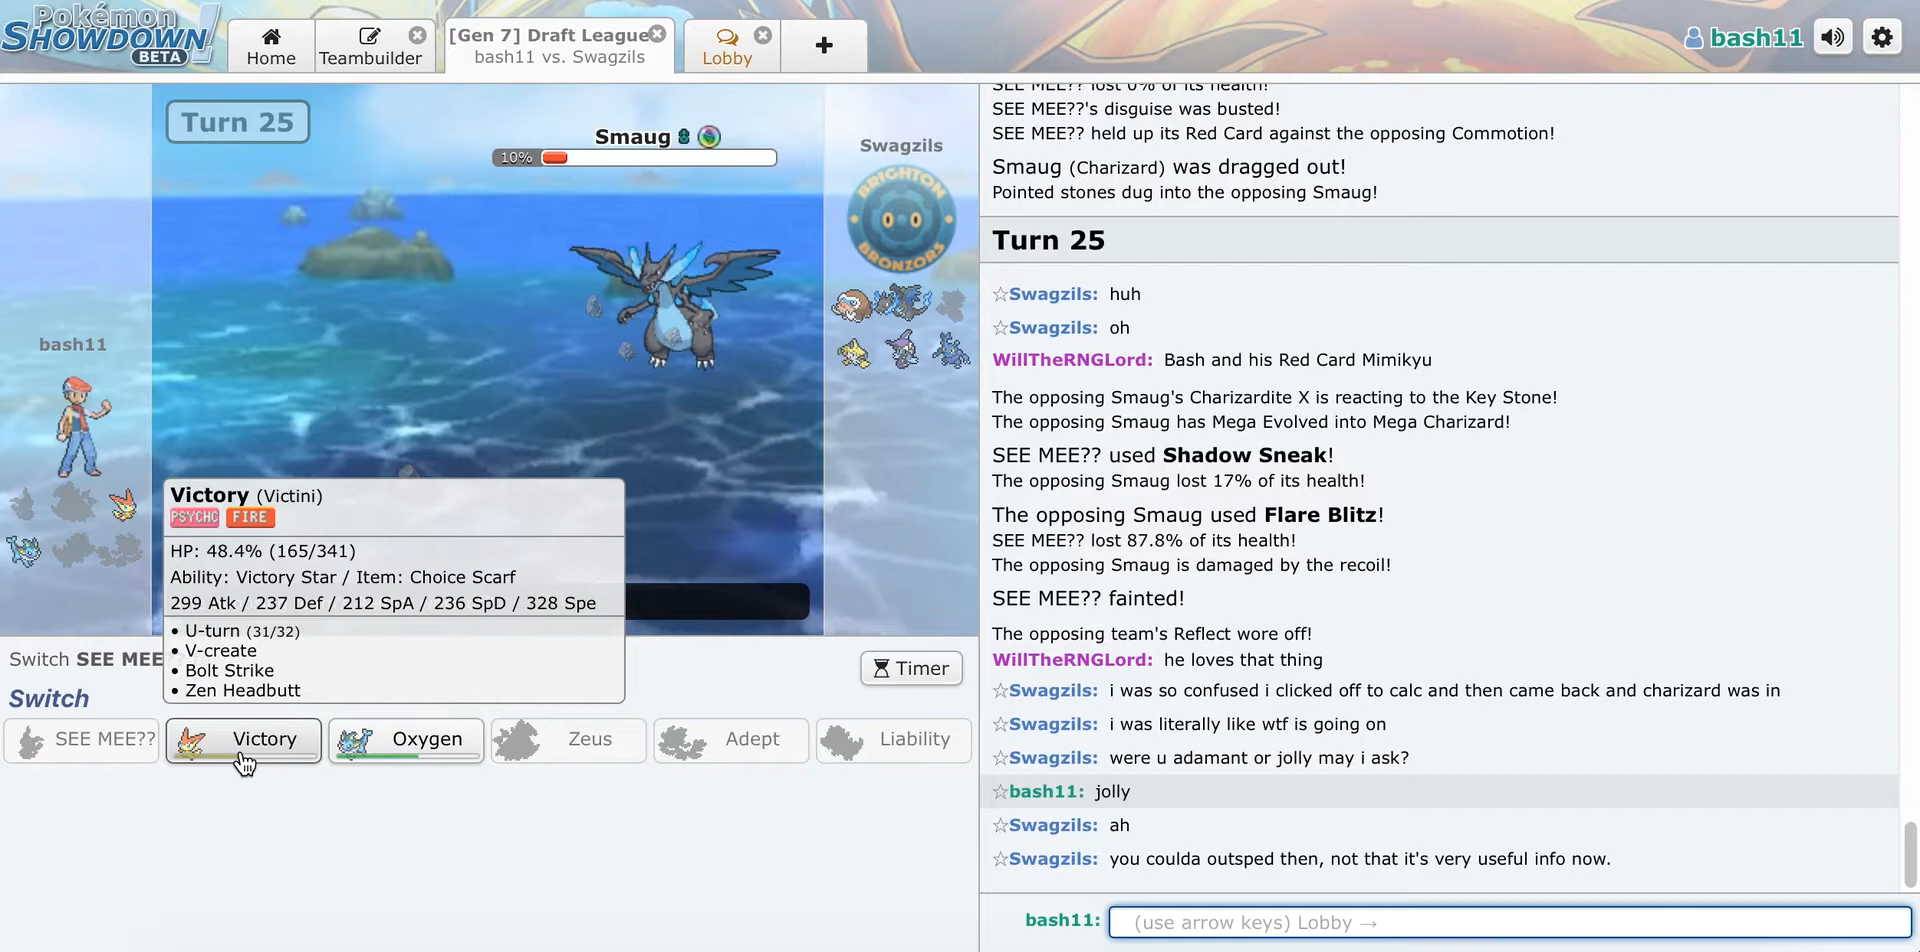 Pokémon
SHOWDOWN!
BETA
Home
Teambuilder
[Gen 7] Draft League
bash11 vs. Swagzils
Lobby
bash11
Turn 25
Smaug
10%
Swagzils
BRIGHTON
BRONZORS
bash11
Victory (Victini)
PSYCHC FIRE
HP: 48.4% (165/341)
Ability: Victory Star / Item: Choice Scarf
299 Atk / 237 Def / 212 SpA / 236 SpD / 328 Spe
• U-turn (31/32)
• V-create
• Bolt Strike
• Zen Headbutt
Switch SEE MEE
Timer
Switch
SEE MEE??
Victory
Oxygen
Zeus
Adept
Liability
SEE MEE?? lost 0% of its health!
SEE MEE??'s disguise was busted!
SEE MEE?? held up its Red Card against the opposing Commotion!
Smaug (Charizard) was dragged out!
Pointed stones dug into the opposing Smaug!
Turn 25
☆Swagzils: huh
☆Swagzils: oh
WillTheRNGLord: Bash and his Red Card Mimikyu
The opposing Smaug's Charizardite X is reacting to the Key Stone!
The opposing Smaug has Mega Evolved into Mega Charizard!
SEE MEE?? used Shadow Sneak!
The opposing Smaug lost 17% of its health!
The opposing Smaug used Flare Blitz!
SEE MEE?? lost 87.8% of its health!
The opposing Smaug is damaged by the recoil!
SEE MEE?? fainted!
The opposing team's Reflect wore off!
WillTheRNGLord: he loves that thing
☆Swagzils: i was so confused i clicked off to calc and then came back and charizard was in
☆Swagzils: i was literally like wtf is going on
☆Swagzils: were u adamant or jolly may i ask?
☆bash11: jolly
☆Swagzils: ah
☆Swagzils: you coulda outsped then, not that it's very useful info now.
bash11: (use arrow keys) Lobby →